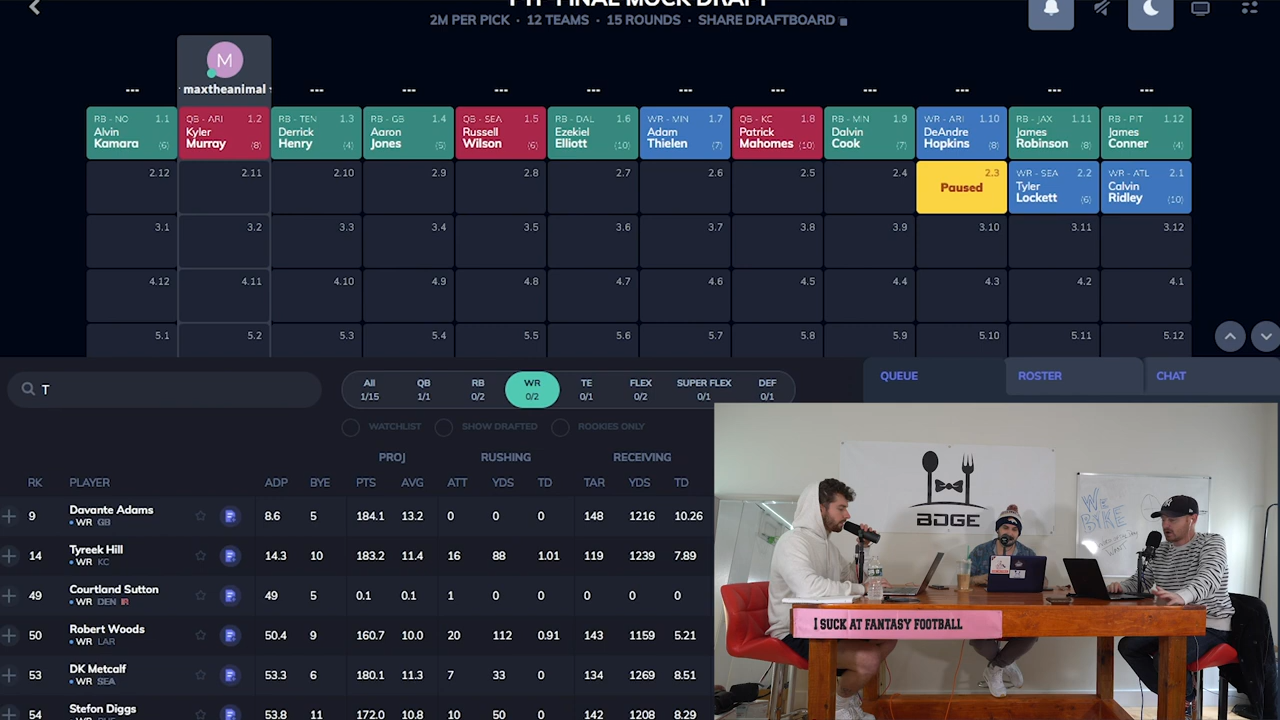 2M PER PICK · 12 TEAMS · 15 ROUNDS · SHARE DRAFTBOARD
M
maxtheanimal
--- --- --- --- --- --- --- --- --- --- ---
RB - NO 1.1 QB - ARI 1.2 RB - TEN 1.3 RB - GB 1.4 QB - SEA 1.5 RB - DAL 1.6 WR - MIN 1.7 QB - KC 1.8 RB - MIN 1.9 WR - ARI 1.10 RB - JAX 1.11 RB - PIT 1.12
Alvin Kyler Derrick Aaron Russell Ezekiel Adam Patrick Dalvin DeAndre James James
Kamara (6) Murray (8) Henry (4) Jones (5) Wilson (6) Elliott (10) Thielen (7) Mahomes (10) Cook (7) Hopkins (8) Robinson (8) Conner (4)
2.12 2.11 2.10 2.9 2.8 2.7 2.6 2.5 2.4 2.3 WR - SEA 2.2 WR - ATL 2.1
Paused Tyler Calvin
Lockett (6) Ridley (10)
3.1 3.2 3.3 3.4 3.5 3.6 3.7 3.8 3.9 3.10 3.11 3.12
4.12 4.11 4.10 4.9 4.8 4.7 4.6 4.5 4.4 4.3 4.2 4.1
5.1 5.2 5.3 5.4 5.5 5.6 5.7 5.8 5.9 5.10 5.11 5.12
T
All QB RB WR TE FLEX SUPER FLEX DEF
1/15 1/1 0/2 0/2 0/1 0/2 0/1 0/1
QUEUE ROSTER CHAT
WATCHLIST SHOW DRAFTED ROOKIES ONLY
PROJ RUSHING RECEIVING
RK PLAYER ADP BYE PTS AVG ATT YDS TD TAR YDS TD
9 Davante Adams 8.6 5 184.1 13.2 0 0 0 148 1216 10.26
WR GB
14 Tyreek Hill 14.3 10 183.2 11.4 16 88 1.01 119 1239 7.89
WR KC
49 Courtland Sutton 49 5 0.1 0.1 1 0 0 0 0 0
WR DEN IR
50 Robert Woods 50.4 9 160.7 10.0 20 112 0.91 143 1159 5.21
WR LAR
53 DK Metcalf 53.3 6 180.1 11.3 7 33 0 134 1269 8.51
WR SEA
54 Stefon Diggs 53.8 11 172.0 10.8 10 50 0 142 1208 8.29
BDGE
WE
I SUCK AT FANTASY FOOTBALL